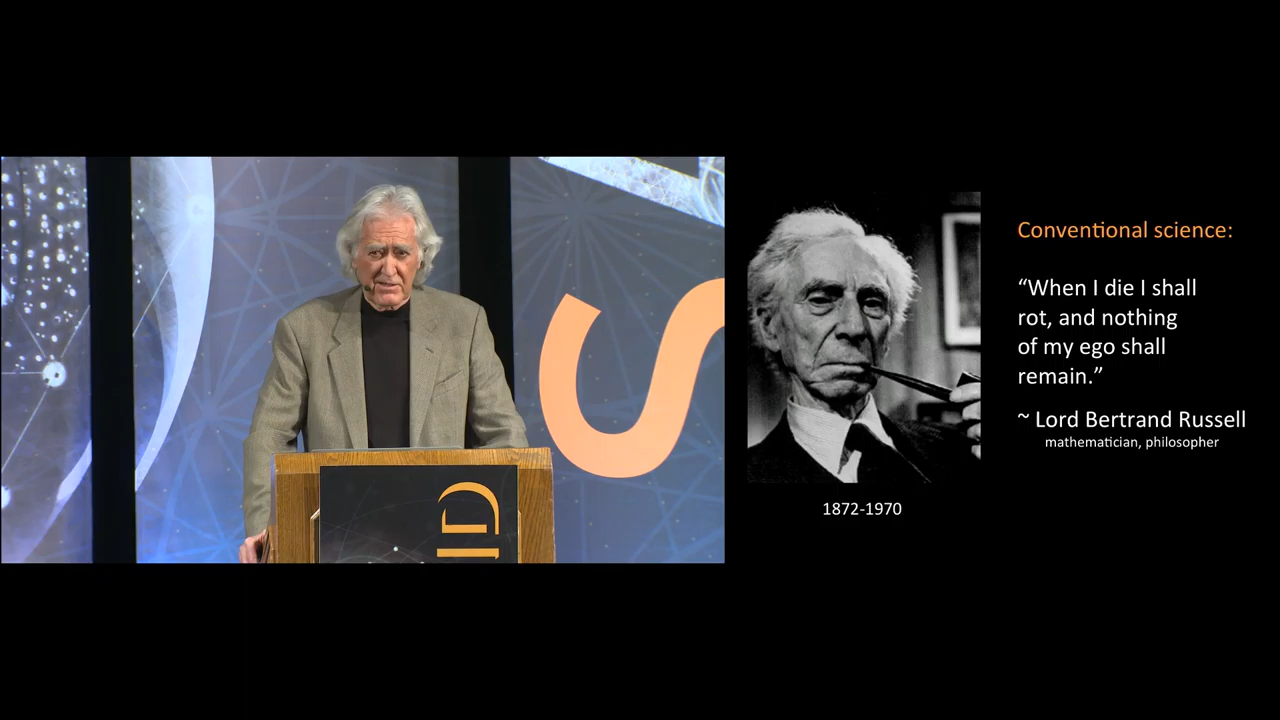 S
ID
1872-1970
Conventional science:
“When I die I shall
rot, and nothing
of my ego shall
remain.”
~ Lord Bertrand Russell
mathematician, philosopher